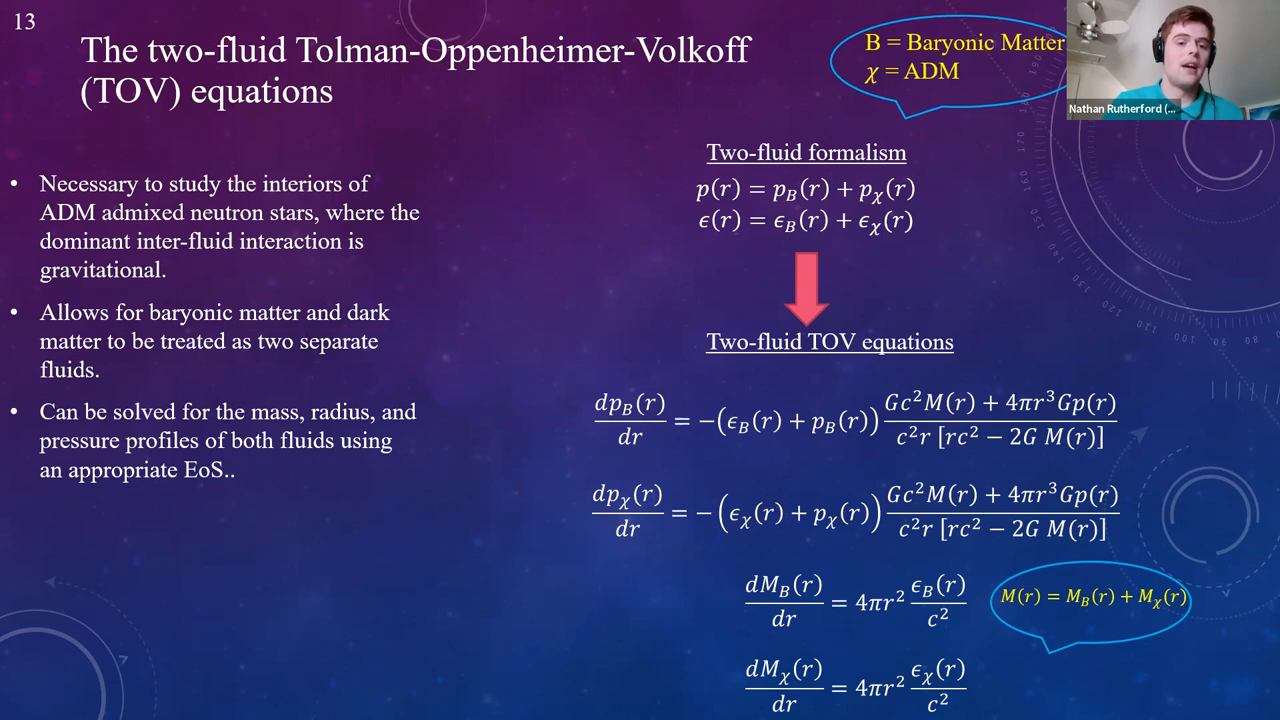 13
The two-fluid Tolman-Oppenheimer-Volkoff
(TOV) equations
B = Baryonic Matter
χ = ADM
Nathan Rutherford (...
• Necessary to study the interiors of
ADM admixed neutron stars, where the
dominant inter-fluid interaction is
gravitational.
• Allows for baryonic matter and dark
matter to be treated as two separate
fluids.
• Can be solved for the mass, radius, and
pressure profiles of both fluids using
an appropriate EoS..
Two-fluid formalism
p(r) = p_B(r) + p_χ(r)
ϵ(r) = ϵ_B(r) + ϵ_χ(r)
Two-fluid TOV equations
dp_B(r)/dr = −(ϵ_B(r) + p_B(r)) (Gc²M(r) + 4πr³Gp(r))/(c²r [rc² − 2G M(r)])
dp_χ(r)/dr = −(ϵ_χ(r) + p_χ(r)) (Gc²M(r) + 4πr³Gp(r))/(c²r [rc² − 2G M(r)])
dM_B(r)/dr = 4πr² ϵ_B(r)/c²
M(r) = M_B(r) + M_χ(r)
dM_χ(r)/dr = 4πr² ϵ_χ(r)/c²